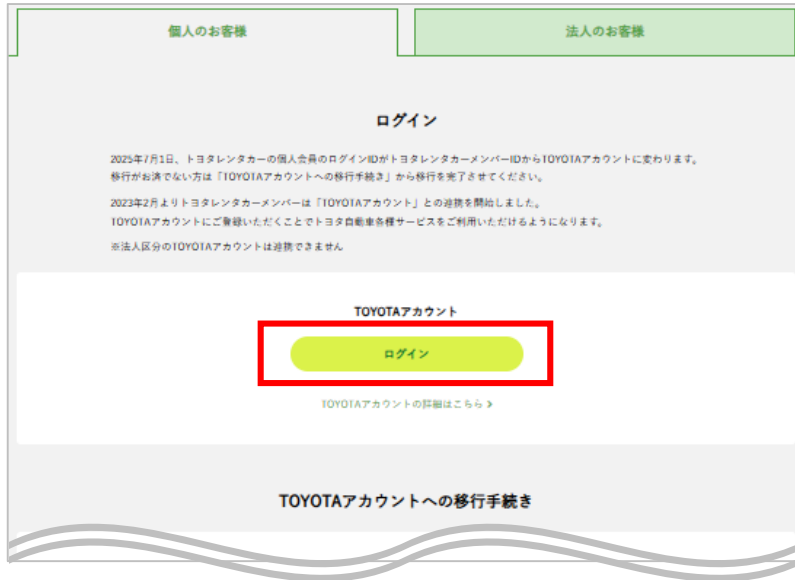 個人のお客様
法人のお客様
ログイン
2025年7月1日、トヨタレンタカーの個人会員のログインIDがトヨタレンタカーメンバーIDからTOYOTAアカウントに変わります。
移行がお済でない方は「TOYOTAアカウントへの移行手続き」から移行を完了させてください。
2023年2月よりトヨタレンタカーメンバーは「TOYOTAアカウント」との連携を開始しました。
TOYOTAアカウントにご登録いただくことでトヨタ自動車各種サービスをご利用いただけるようになります。
※法人区分のTOYOTAアカウントは連携できません
TOYOTAアカウント
ログイン
TOYOTAアカウントの詳細はこちら >
TOYOTAアカウントへの移行手続き